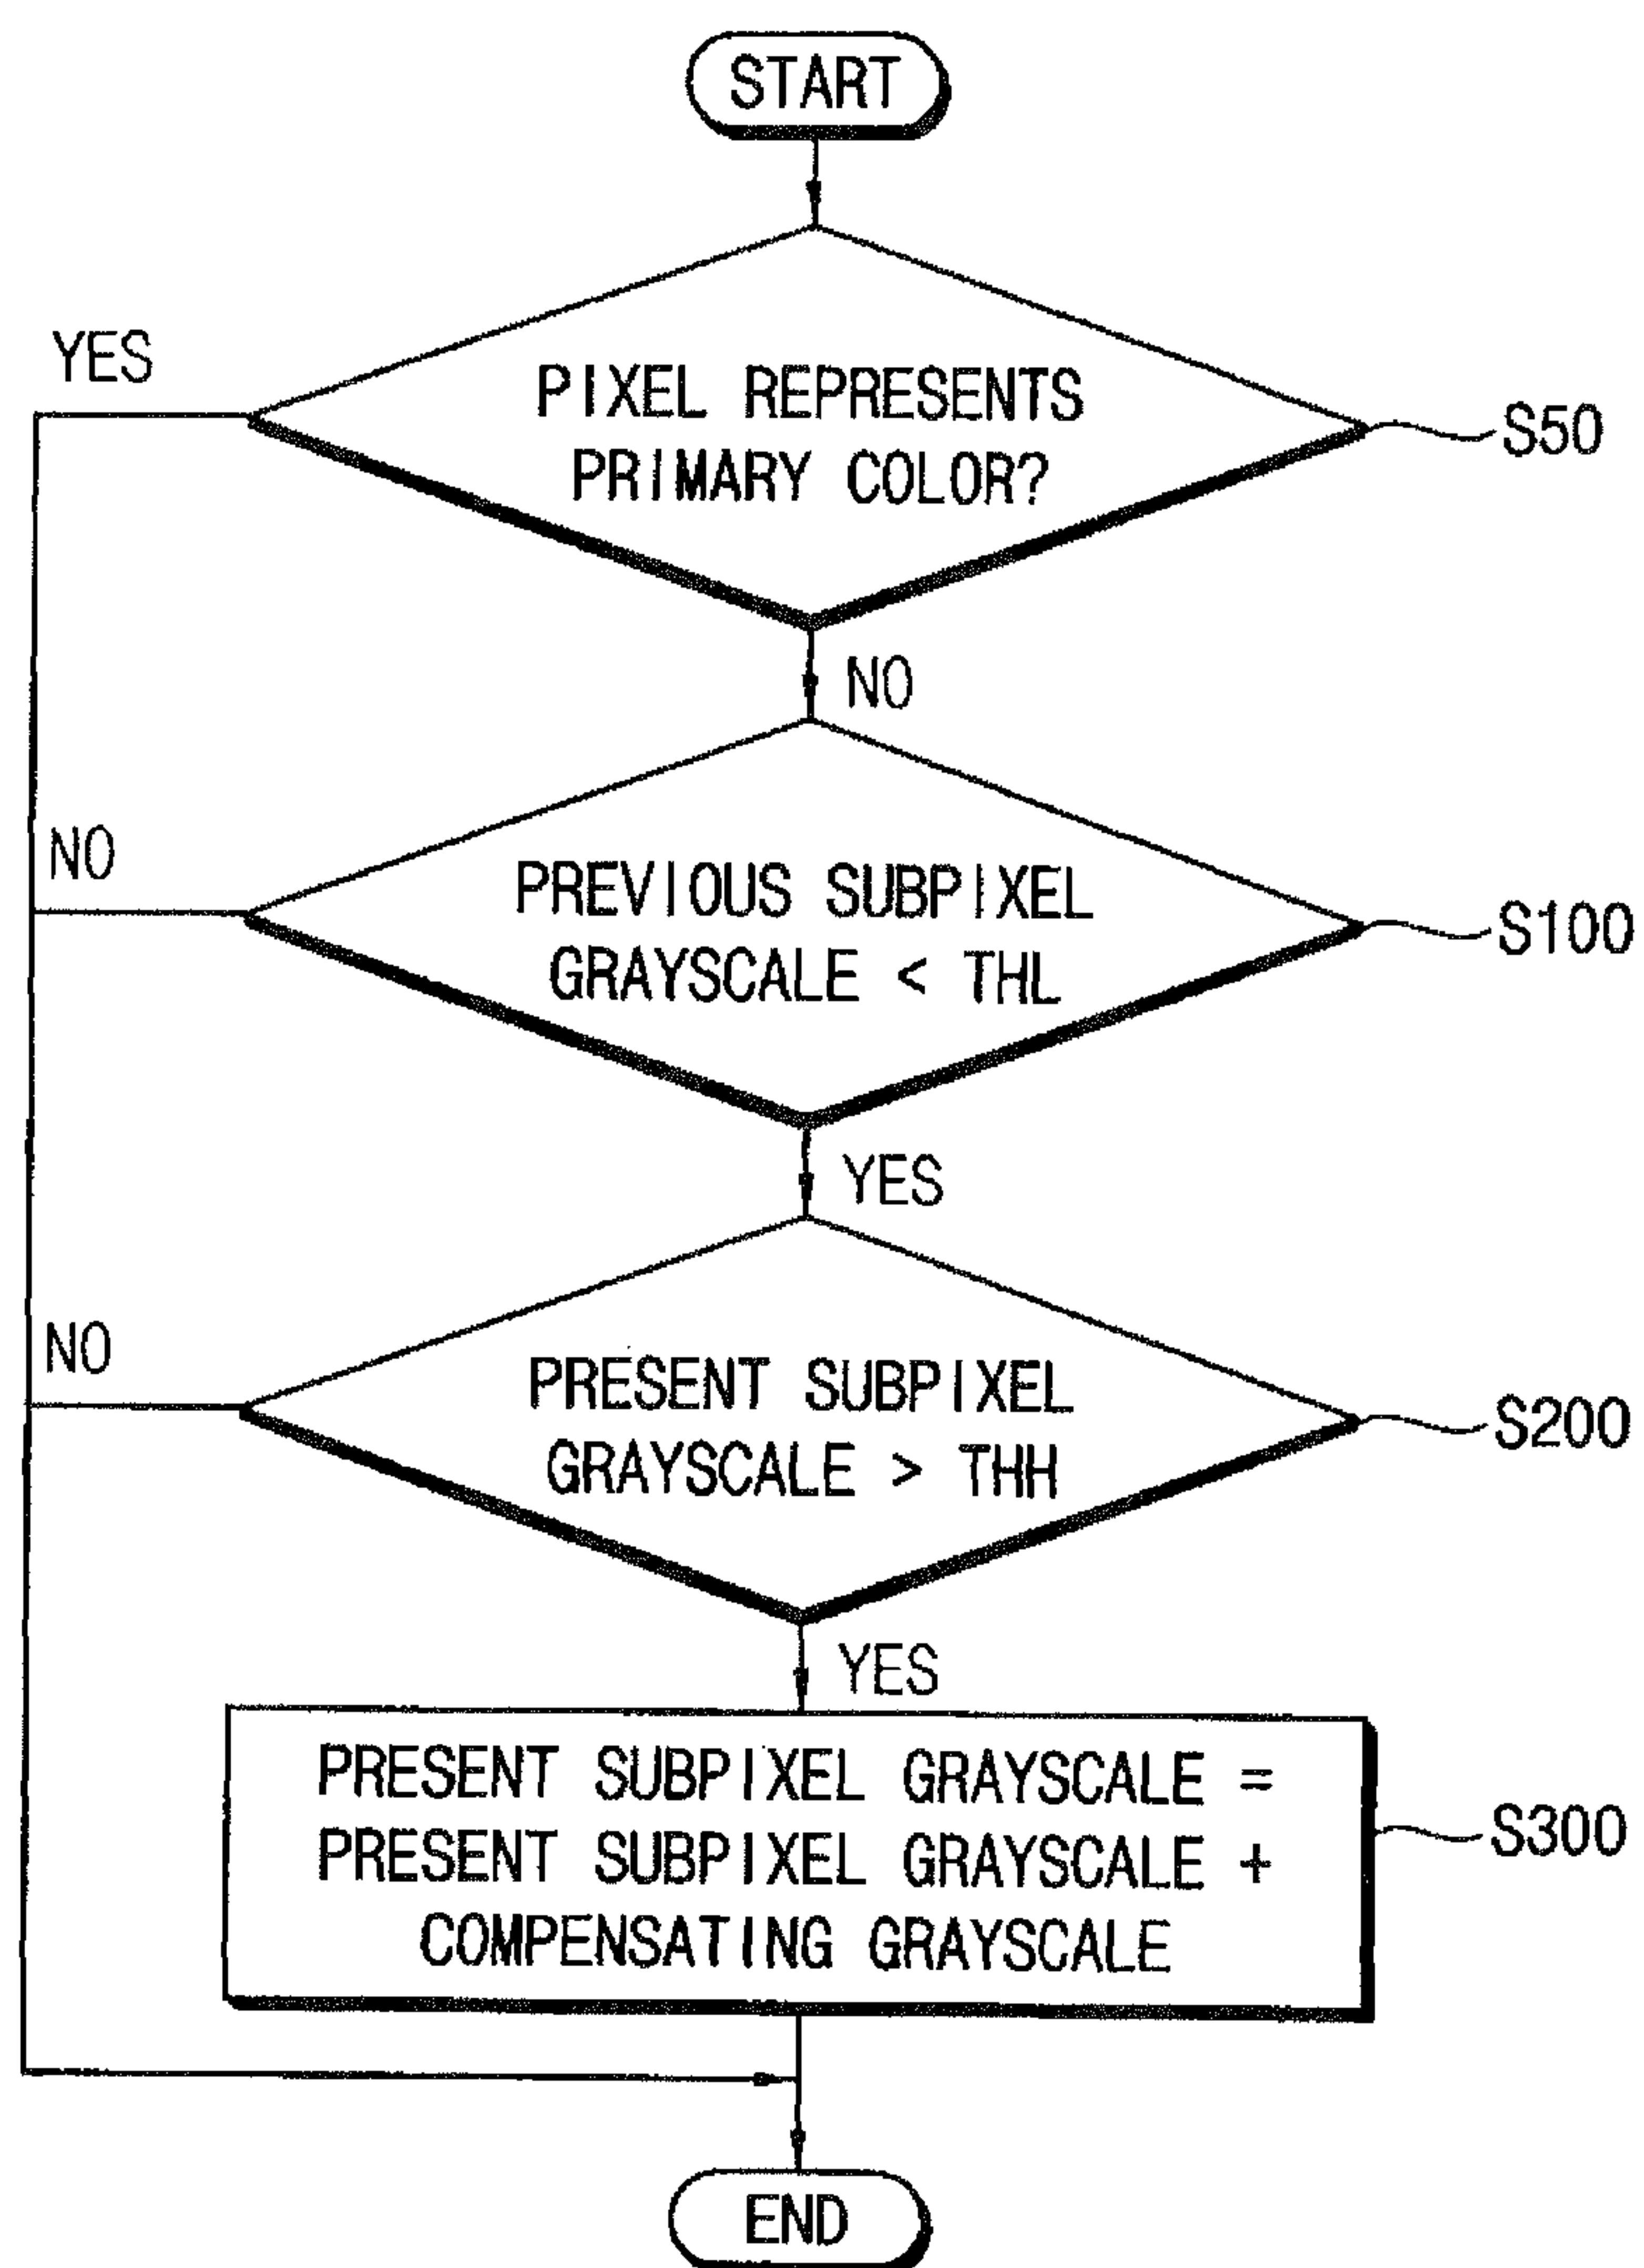 START
YES
PIXEL REPRESENTS
PRIMARY COLOR?
S50
NO
NO
PREVIOUS SUBPIXEL
GRAYSCALE < THL
S100
YES
NO
PRESENT SUBPIXEL
GRAYSCALE > THH
S200
YES
PRESENT SUBPIXEL GRAYSCALE =
PRESENT SUBPIXEL GRAYSCALE +
COMPENSATING GRAYSCALE
S300
END